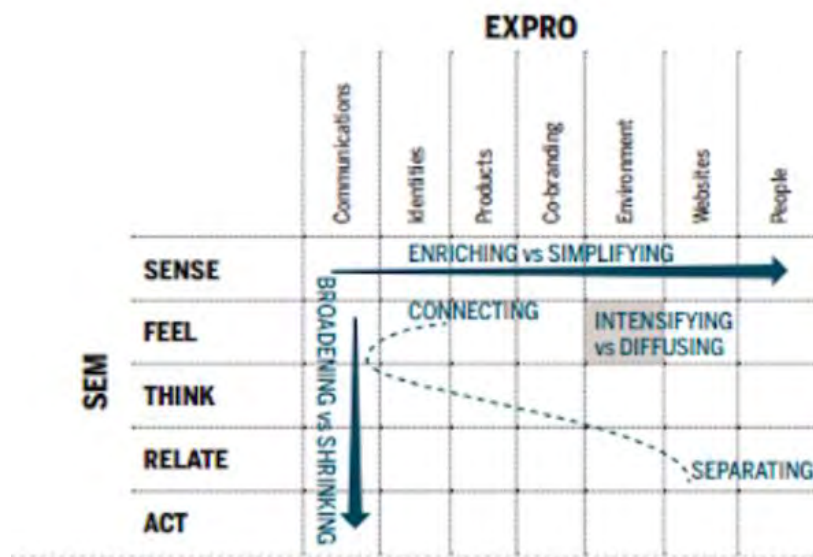 EXPRO
Communications
Identities
Products
Co-branding
Environment
Websites
People
SEM
SENSE
ENRICHING vs SIMPLIFYING
FEEL
CONNECTING
INTENSIFYING
vs DIFFUSING
BROADENING vs SHRINKING
THINK
RELATE
SEPARATING
ACT